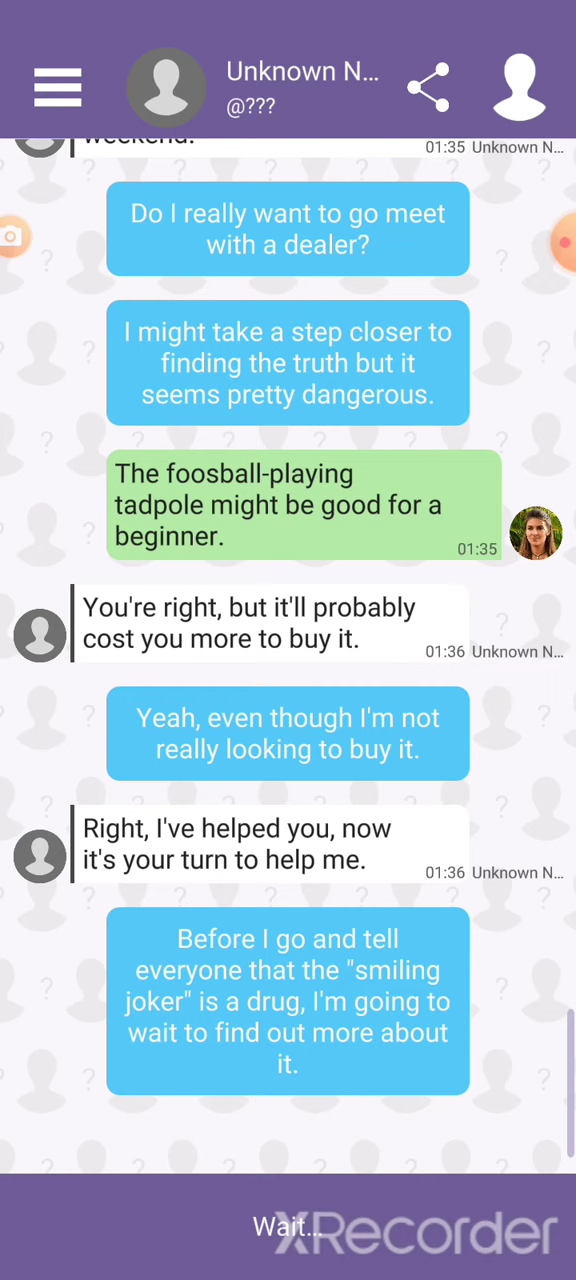 Unknown N...
@???
weekend.
01:35 Unknown N...
Do I really want to go meet
with a dealer?
I might take a step closer to
finding the truth but it
seems pretty dangerous.
The foosball-playing
tadpole might be good for a
beginner.
01:35
You're right, but it'll probably
cost you more to buy it.
01:36 Unknown N...
Yeah, even though I'm not
really looking to buy it.
Right, I've helped you, now
it's your turn to help me.
01:36 Unknown N...
Before I go and tell
everyone that the "smiling
joker" is a drug, I'm going to
wait to find out more about
it.
Wait...
XRecorder